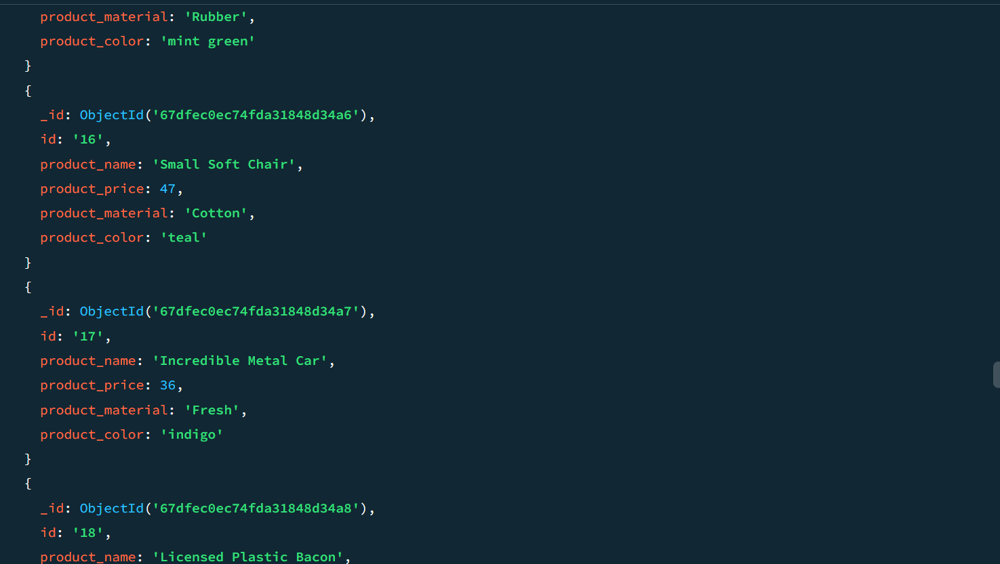 product_material: 'Rubber',
product_color: 'mint green'
}
{
_id: ObjectId('67dfec0ec74fda31848d34a6'),
id: '16',
product_name: 'Small Soft Chair',
product_price: 47,
product_material: 'Cotton',
product_color: 'teal'
}
{
_id: ObjectId('67dfec0ec74fda31848d34a7'),
id: '17',
product_name: 'Incredible Metal Car',
product_price: 36,
product_material: 'Fresh',
product_color: 'indigo'
}
{
_id: ObjectId('67dfec0ec74fda31848d34a8'),
id: '18',
product_name: 'Licensed Plastic Bacon',